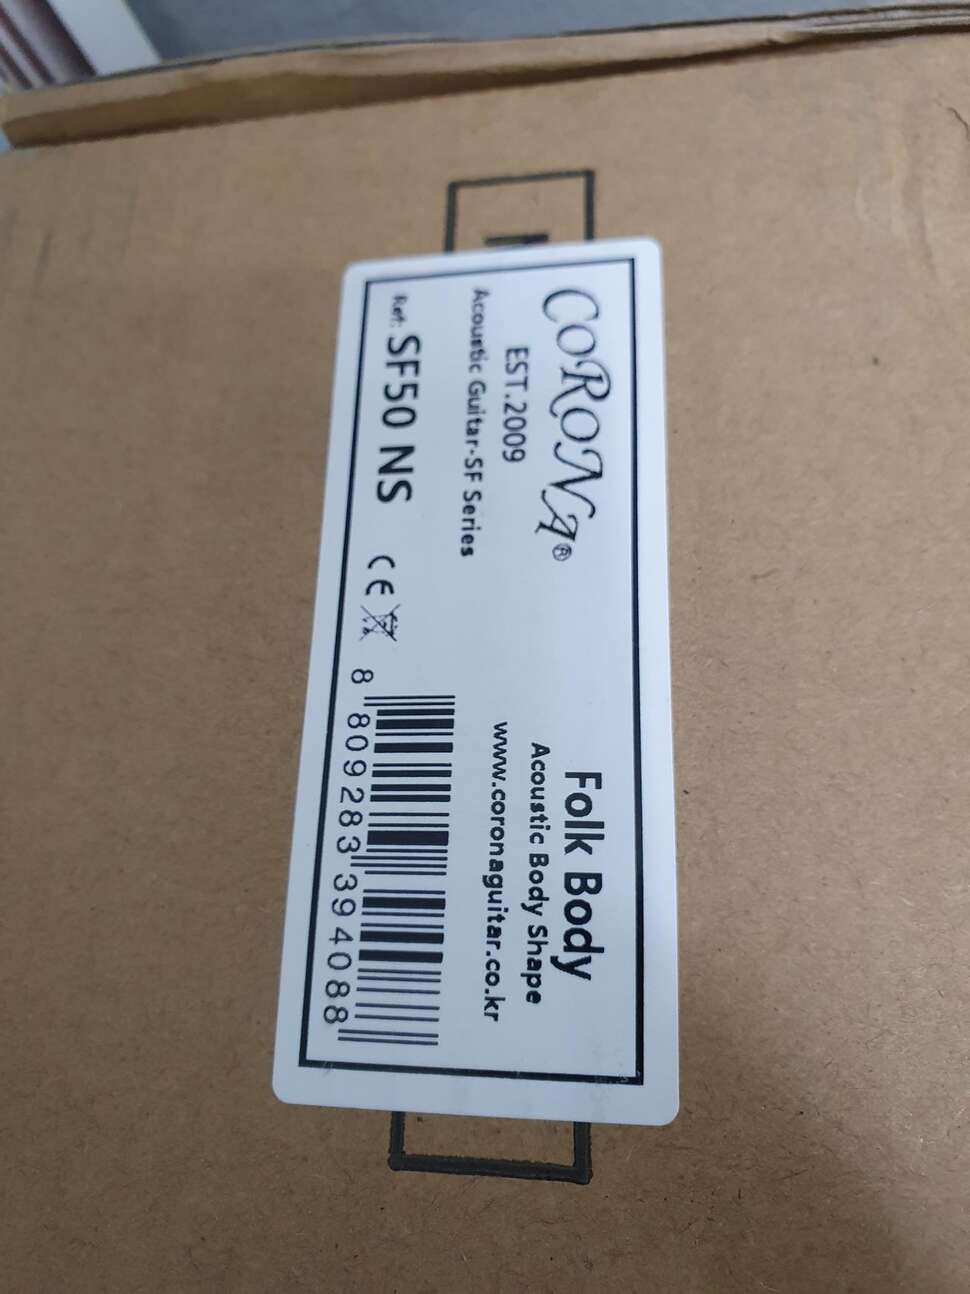 CORONA®
EST.2009
Acoustic Guitar-SF Series
Ref: SF50 NS
CE
Folk Body
Acoustic Body Shape
www.coronaguitar.co.kr
8 809283 394088